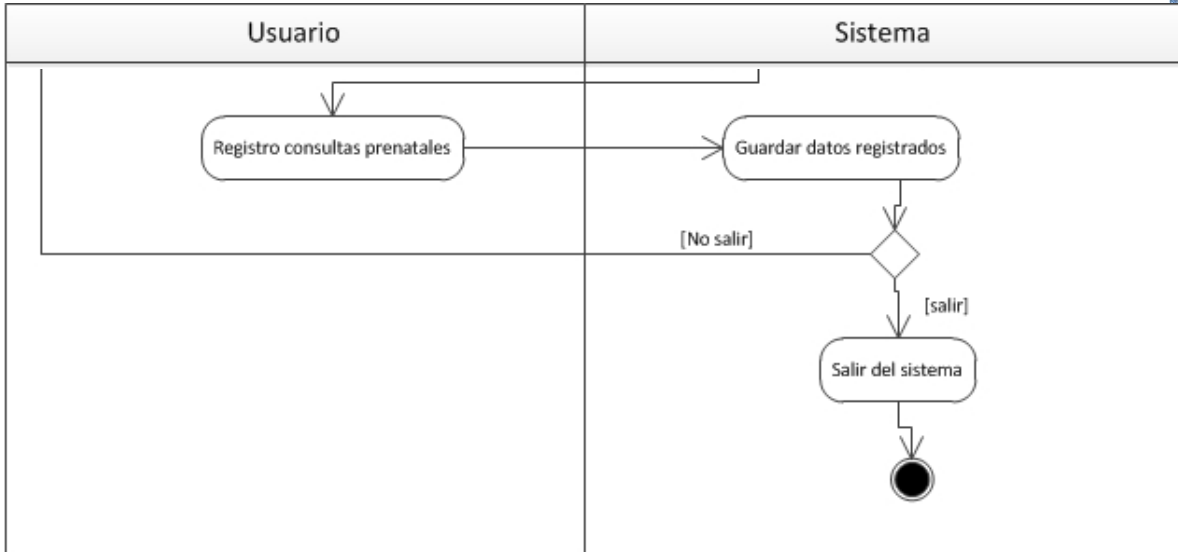 Usuario
Sistema
Registro consultas prenatales
Guardar datos registrados
[No salir]
[salir]
Salir del sistema